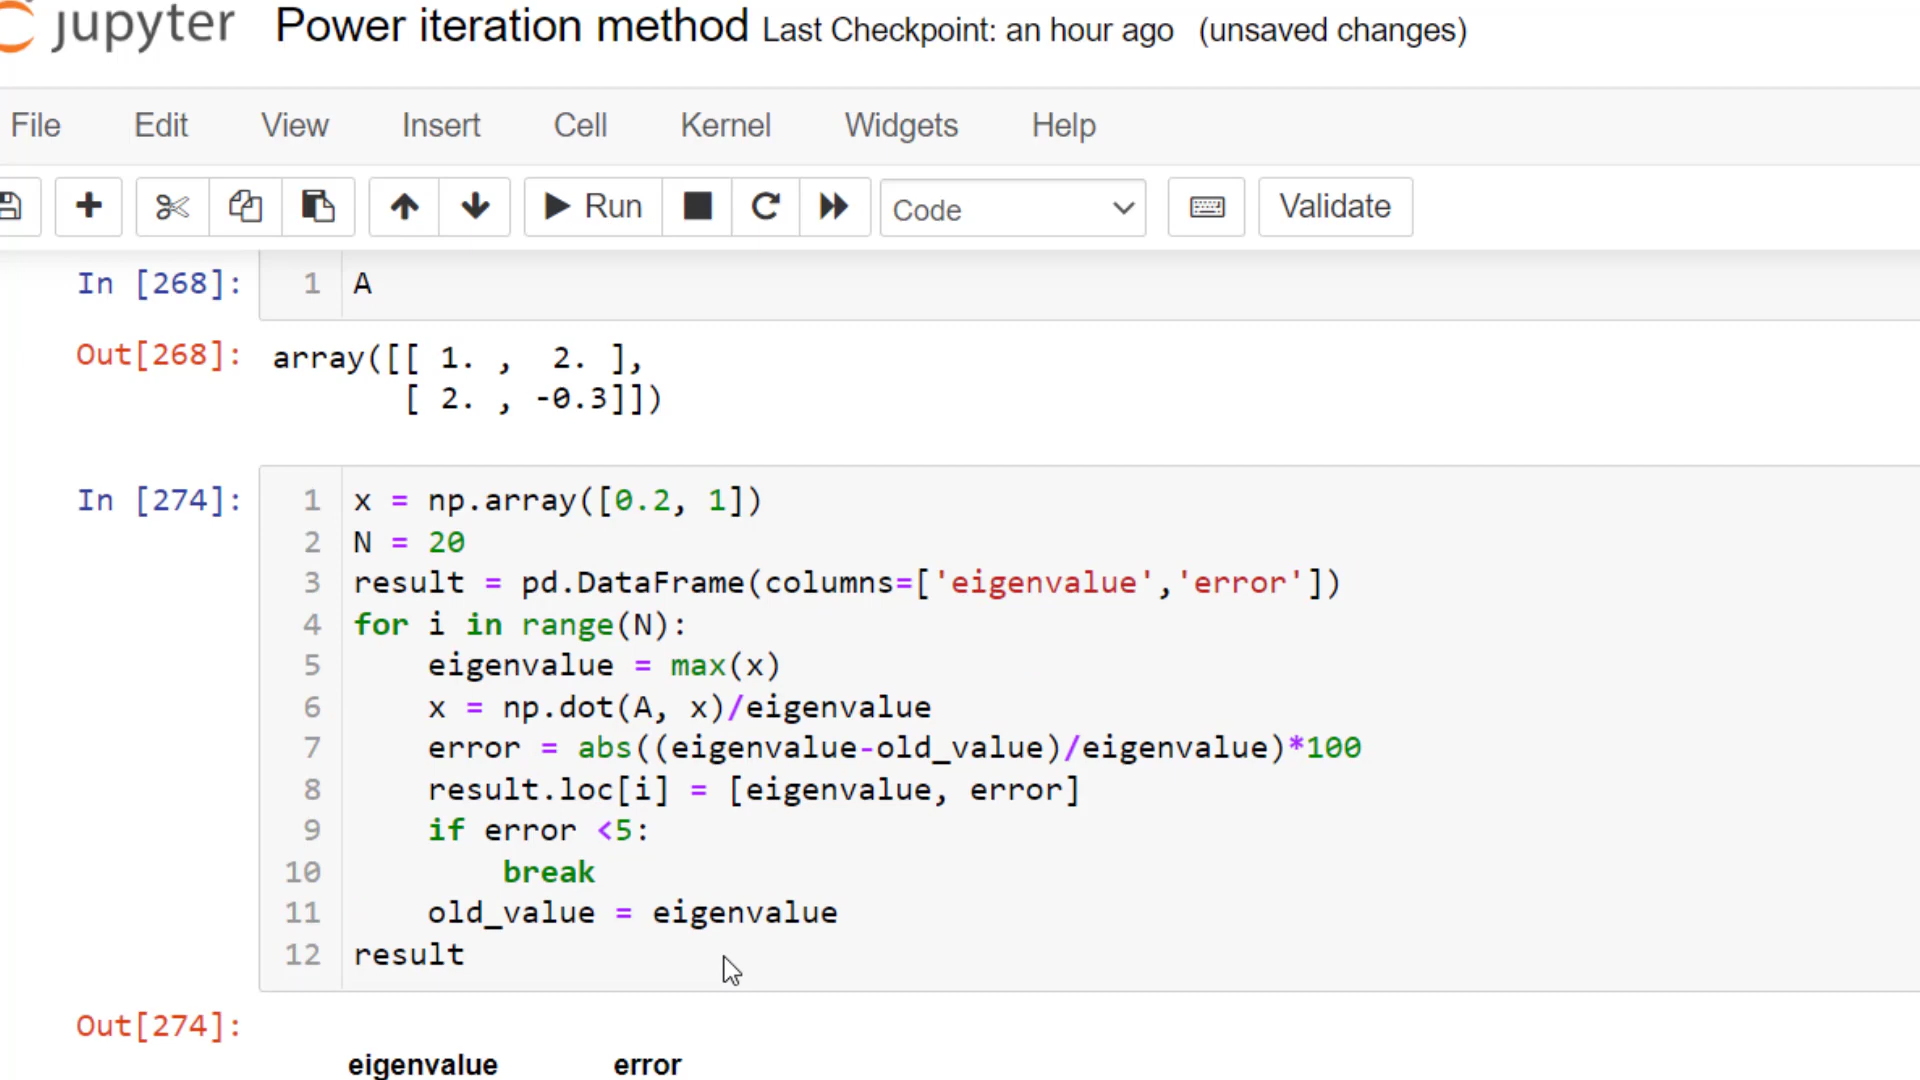 jupyter Power iteration method Last Checkpoint: an hour ago (unsaved changes)
File Edit View Insert Cell Kernel Widgets Help
Run Code Validate
In [268]: 1 A
Out[268]: array([[ 1. ,  2. ],
[ 2. , -0.3]])
In [274]: 1 x = np.array([0.2, 1])
2 N = 20
3 result = pd.DataFrame(columns=['eigenvalue','error'])
4 for i in range(N):
5 eigenvalue = max(x)
6 x = np.dot(A, x)/eigenvalue
7 error = abs((eigenvalue-old_value)/eigenvalue)*100
8 result.loc[i] = [eigenvalue, error]
9 if error <5:
10 break
11 old_value = eigenvalue
12 result
Out[274]:
eigenvalue error